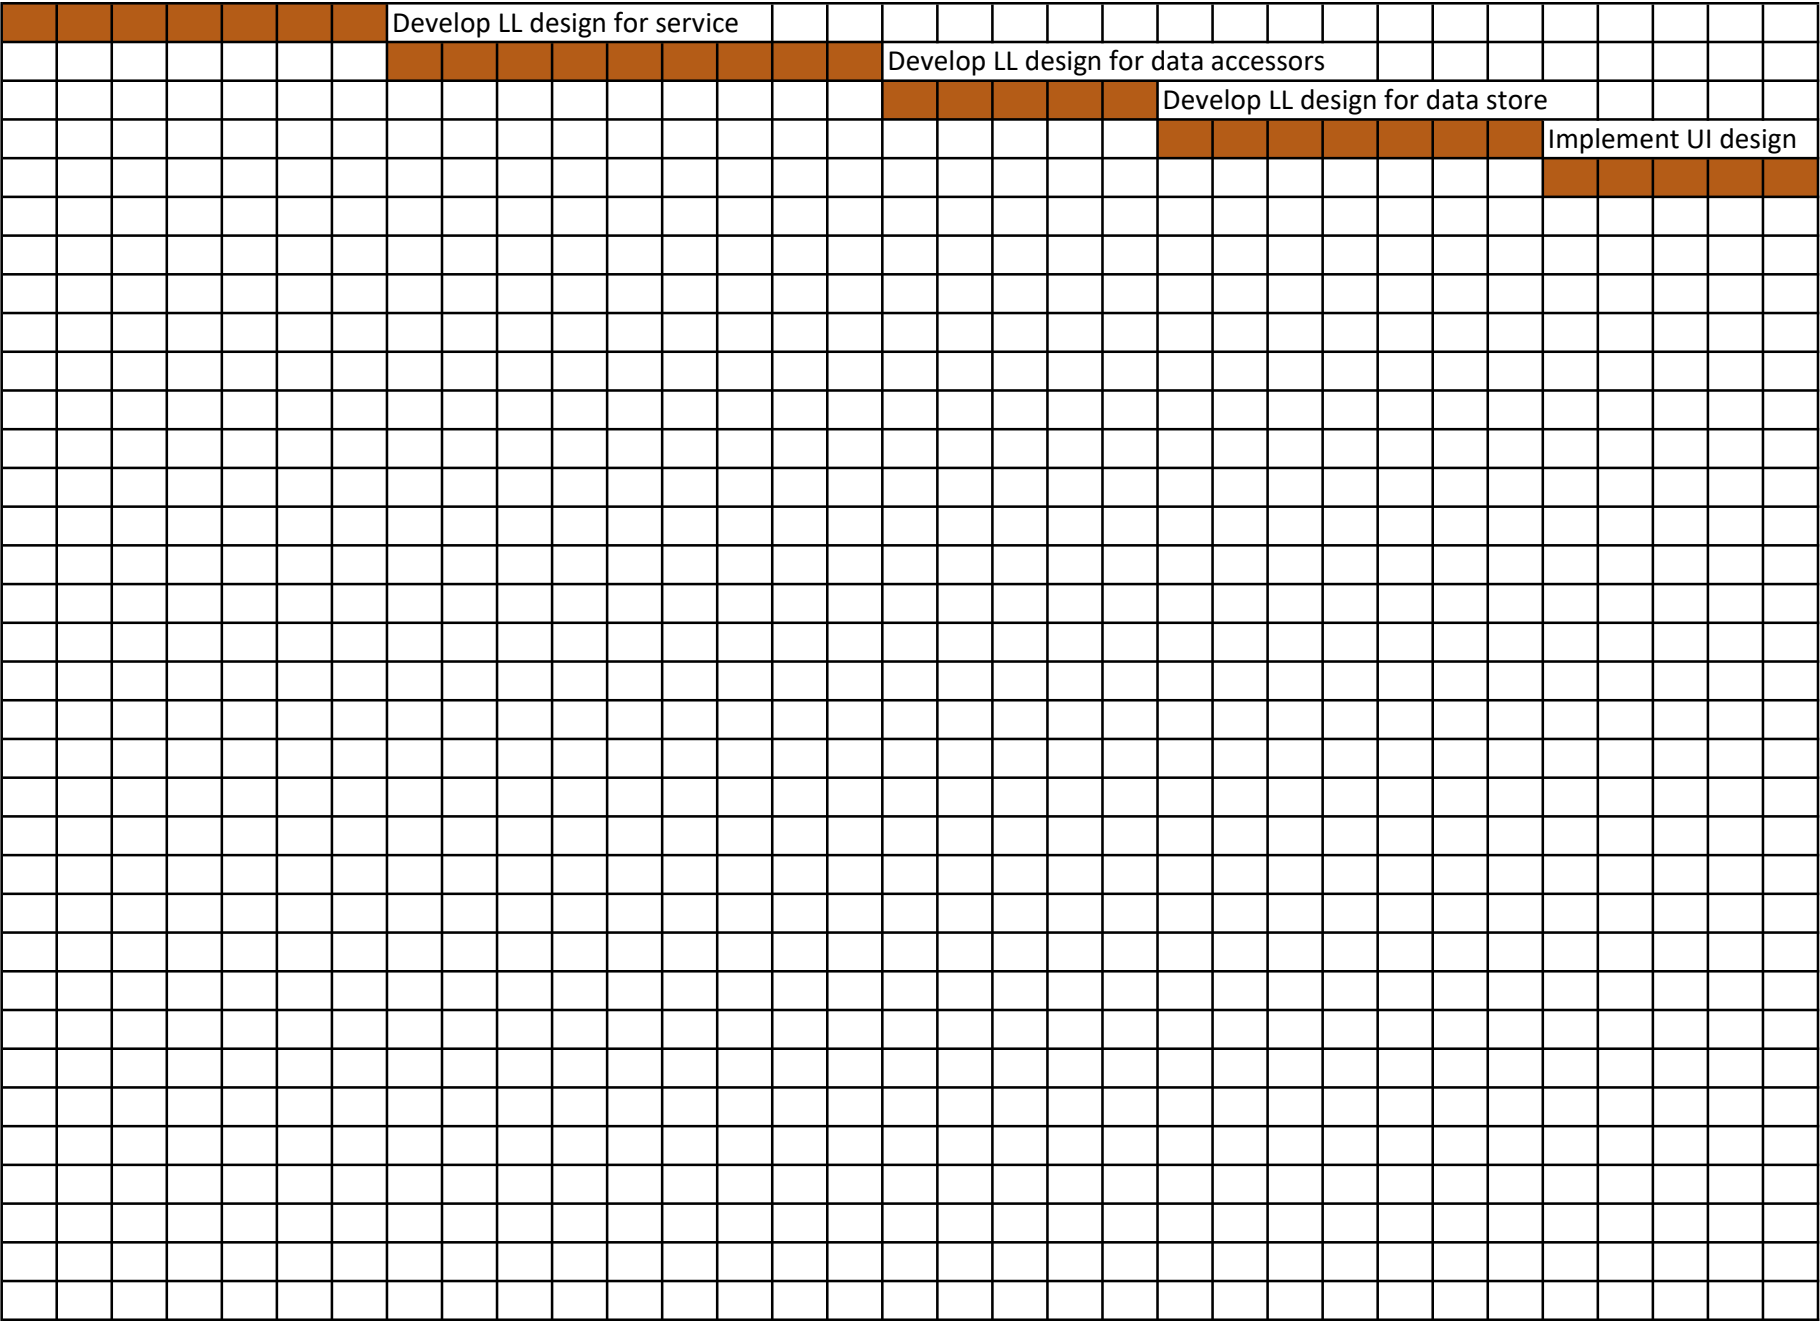 Develop LL design for service
Develop LL design for data accessors
Develop LL design for data store
Implement UI design